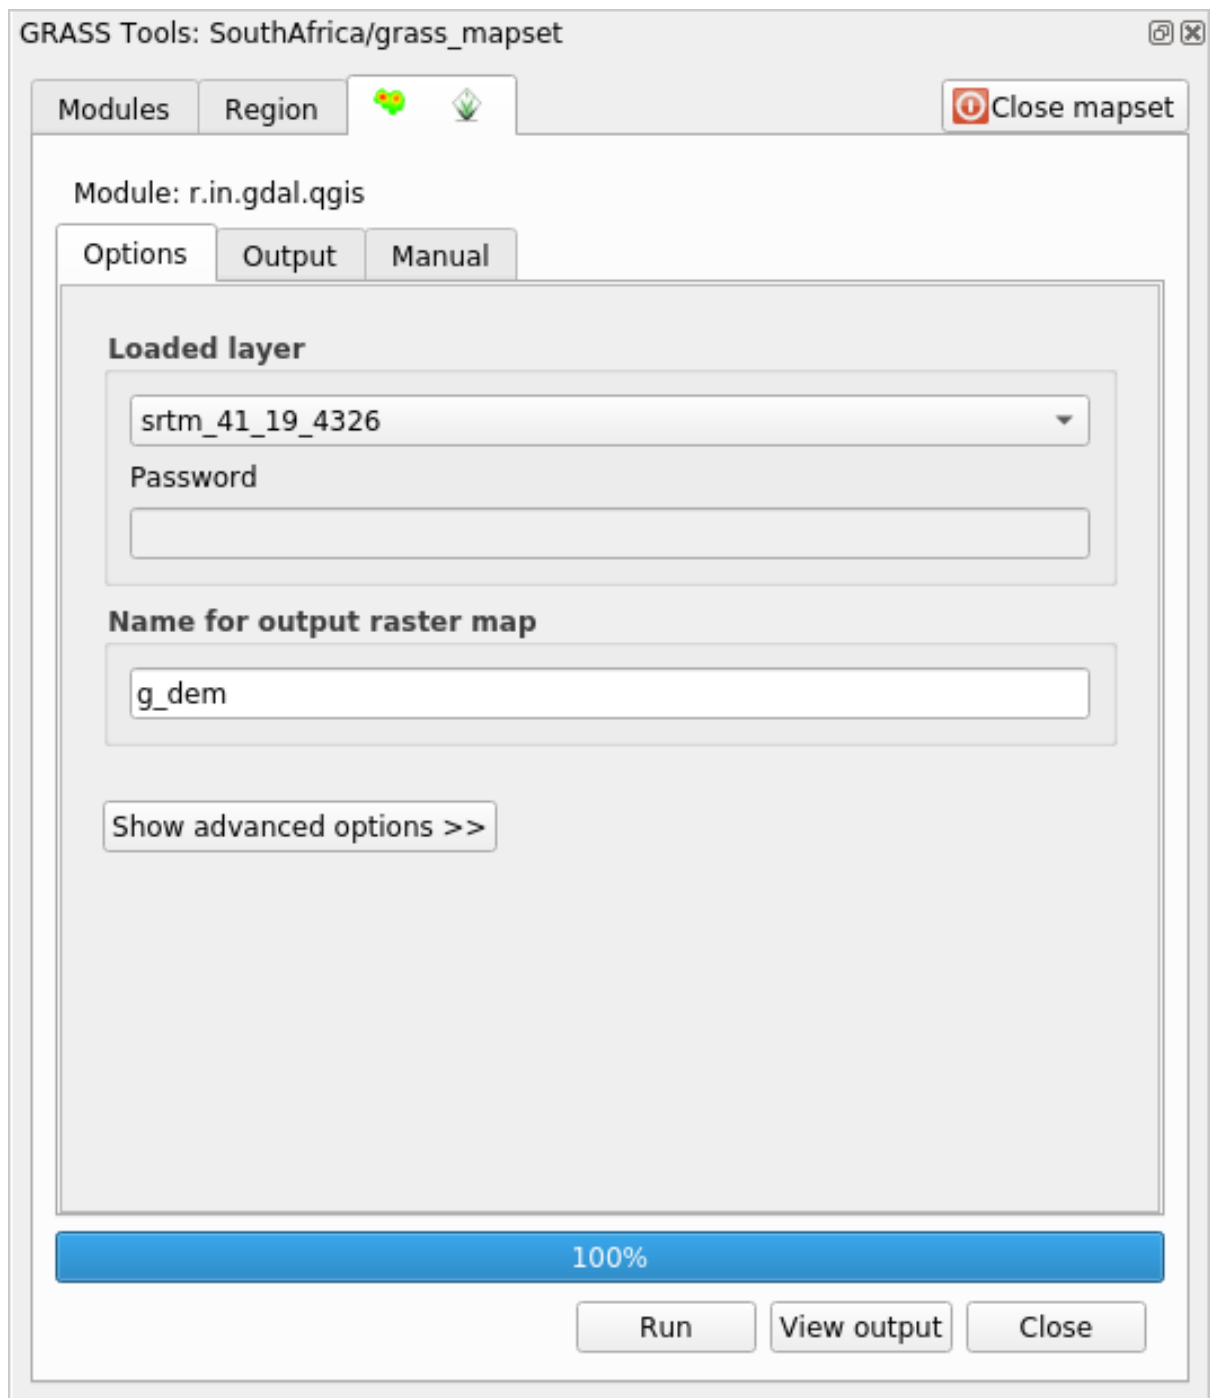 GRASS Tools: SouthAfrica/grass_mapset
Modules Region Close mapset
Module: r.in.gdal.qgis
Options Output Manual
Loaded layer
srtm_41_19_4326
Password
Name for output raster map
g_dem
Show advanced options >>
100%
Run View output Close